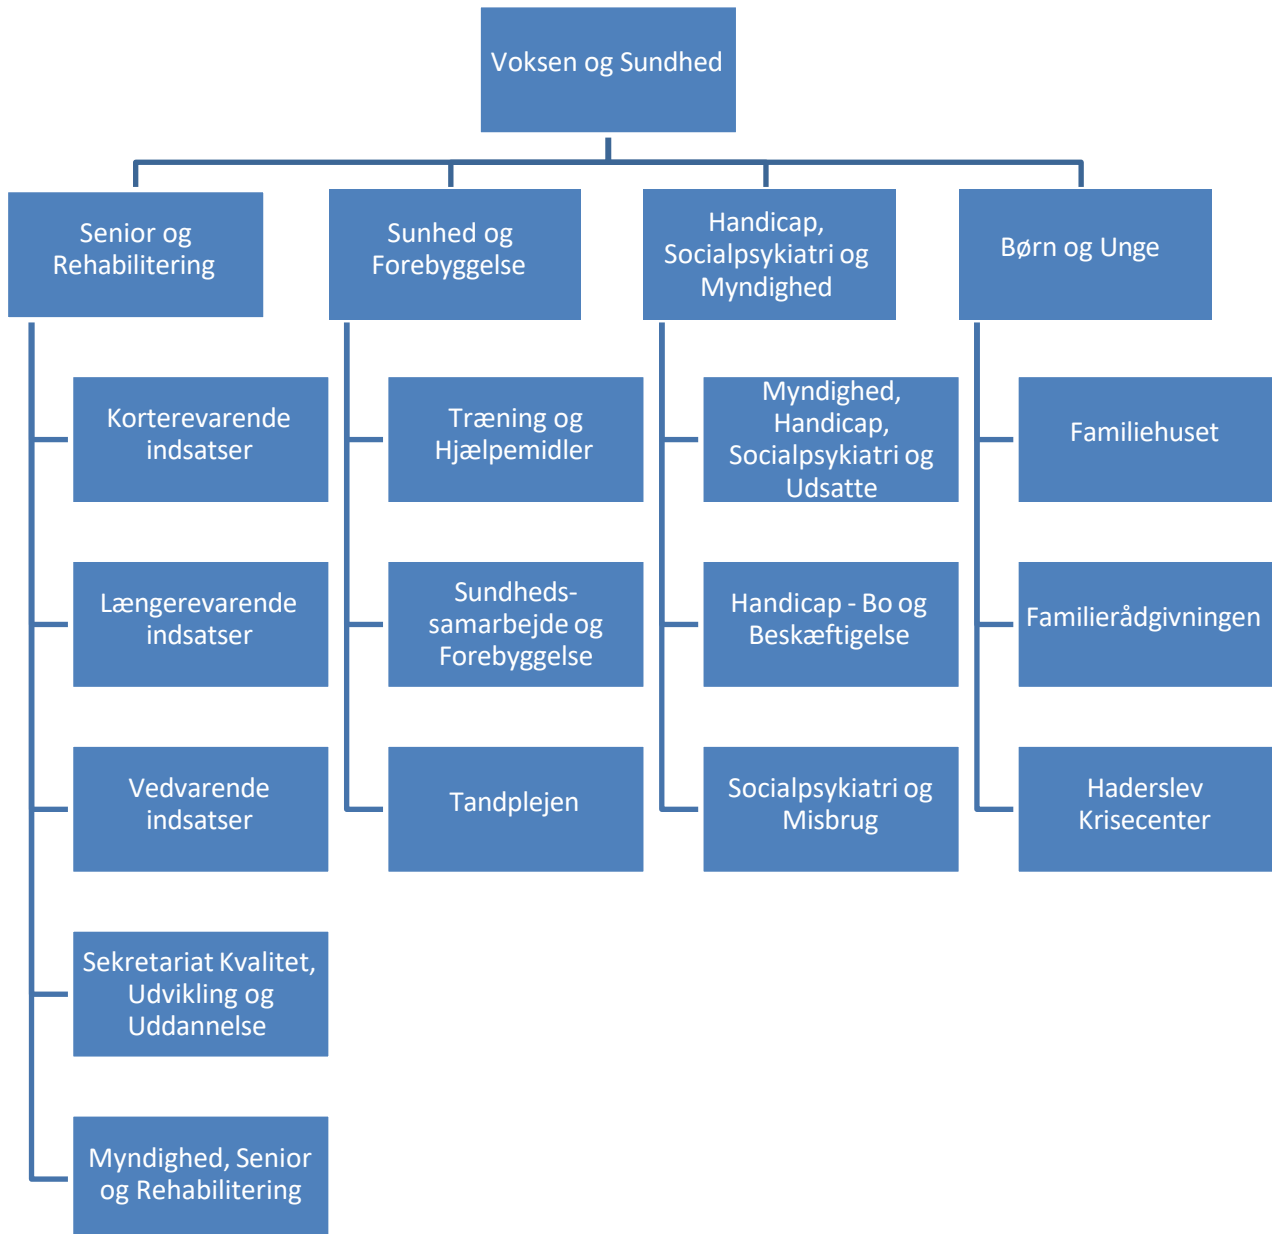 Voksen og Sundhed
Senior og
Rehabilitering
Sunhed og
Forebyggelse
Handicap,
Socialpsykiatri og
Myndighed
Børn og Unge
Korterevarende
indsatser
Træning og
Hjælpemidler
Myndighed,
Handicap,
Socialpsykiatri og
Udsatte
Familiehuset
Længerevarende
indsatser
Sundheds-
samarbejde og
Forebyggelse
Handicap - Bo og
Beskæftigelse
Familierådgivningen
Vedvarende
indsatser
Tandplejen
Socialpsykiatri og
Misbrug
Haderslev
Krisecenter
Sekretariat Kvalitet,
Udvikling og
Uddannelse
Myndighed, Senior
og Rehabilitering